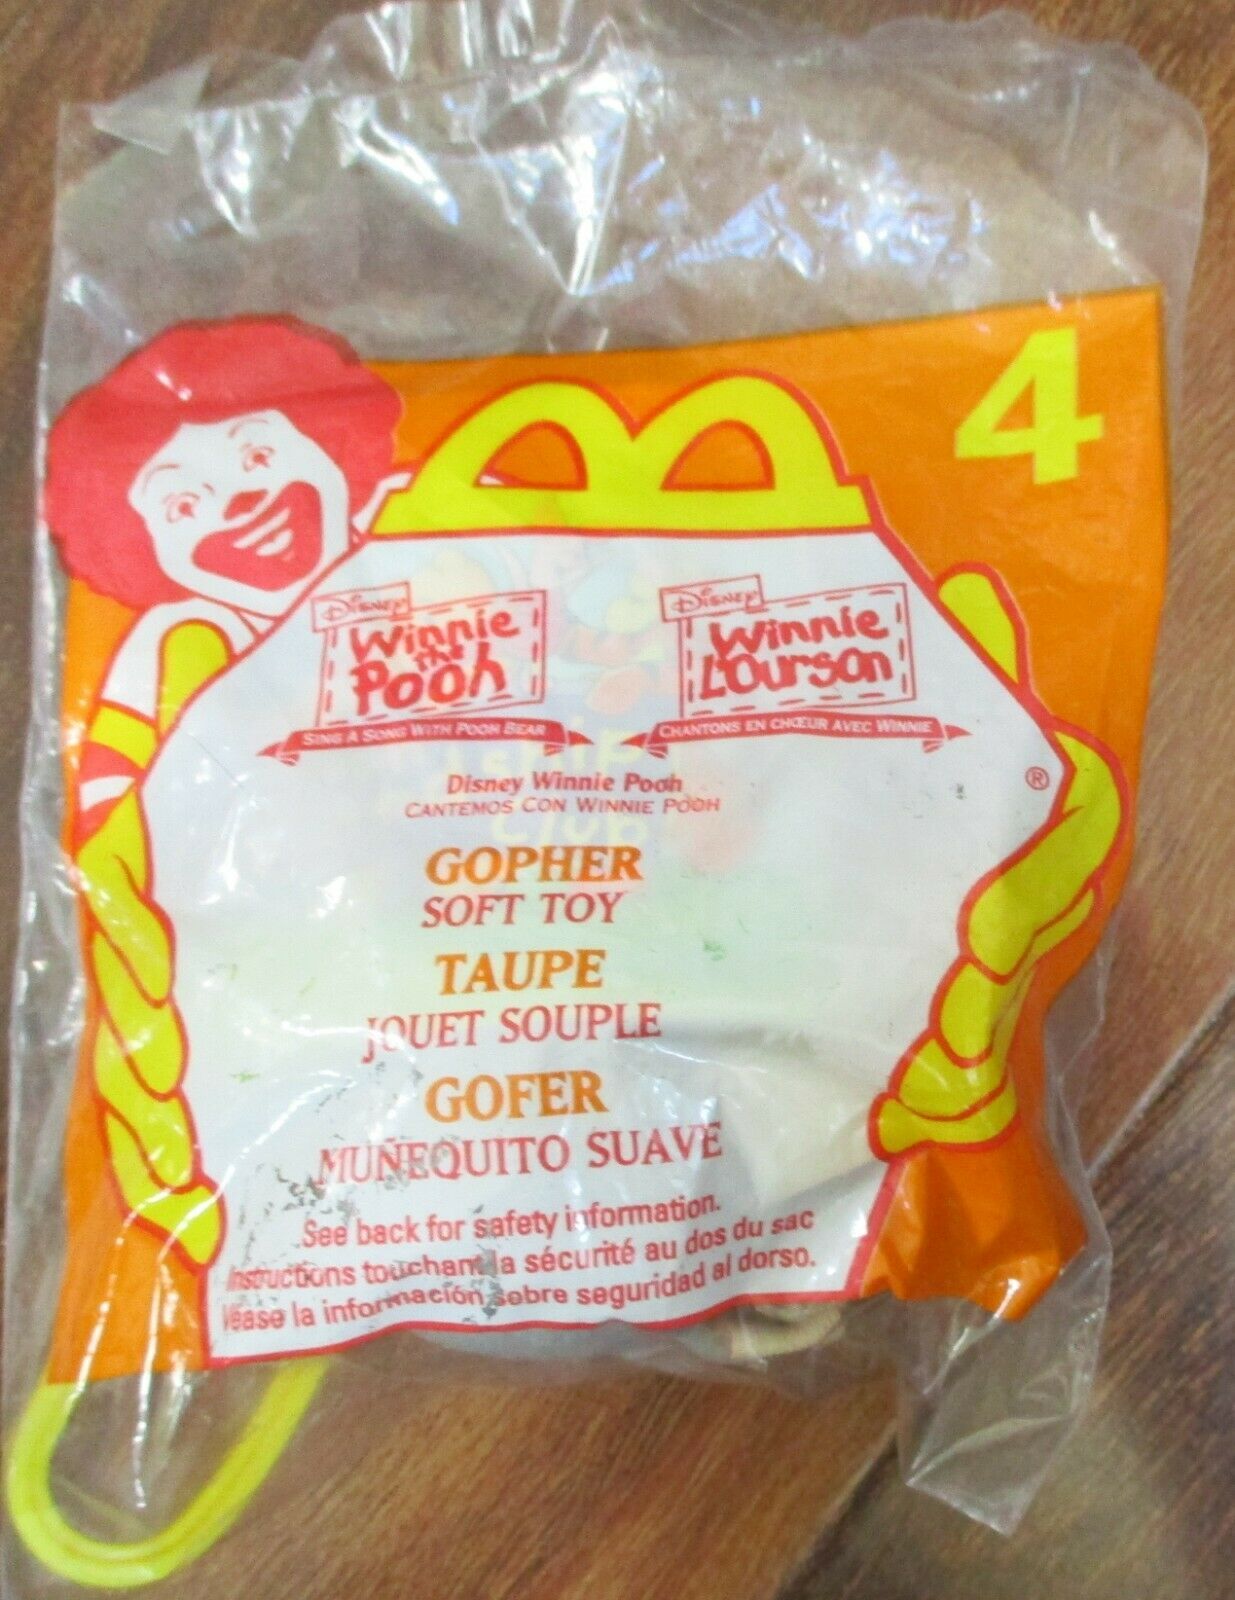 4
Disney
Winnie
the
Pooh
SING A SONG WITH POOH BEAR
Disney
Winnie
L'Ourson
CHANTONS EN CHŒUR AVEC WINNIE
®
Disney Winnie Pooh
CANTEMOS CON WINNIE POOH
GOPHER
SOFT TOY
TAUPE
JOUET SOUPLE
GOFER
MUÑEQUITO SUAVE
See back for safety information.
Instructions touchant la sécurité au dos du sac
Véase la información sobre seguridad al dorso.
Club